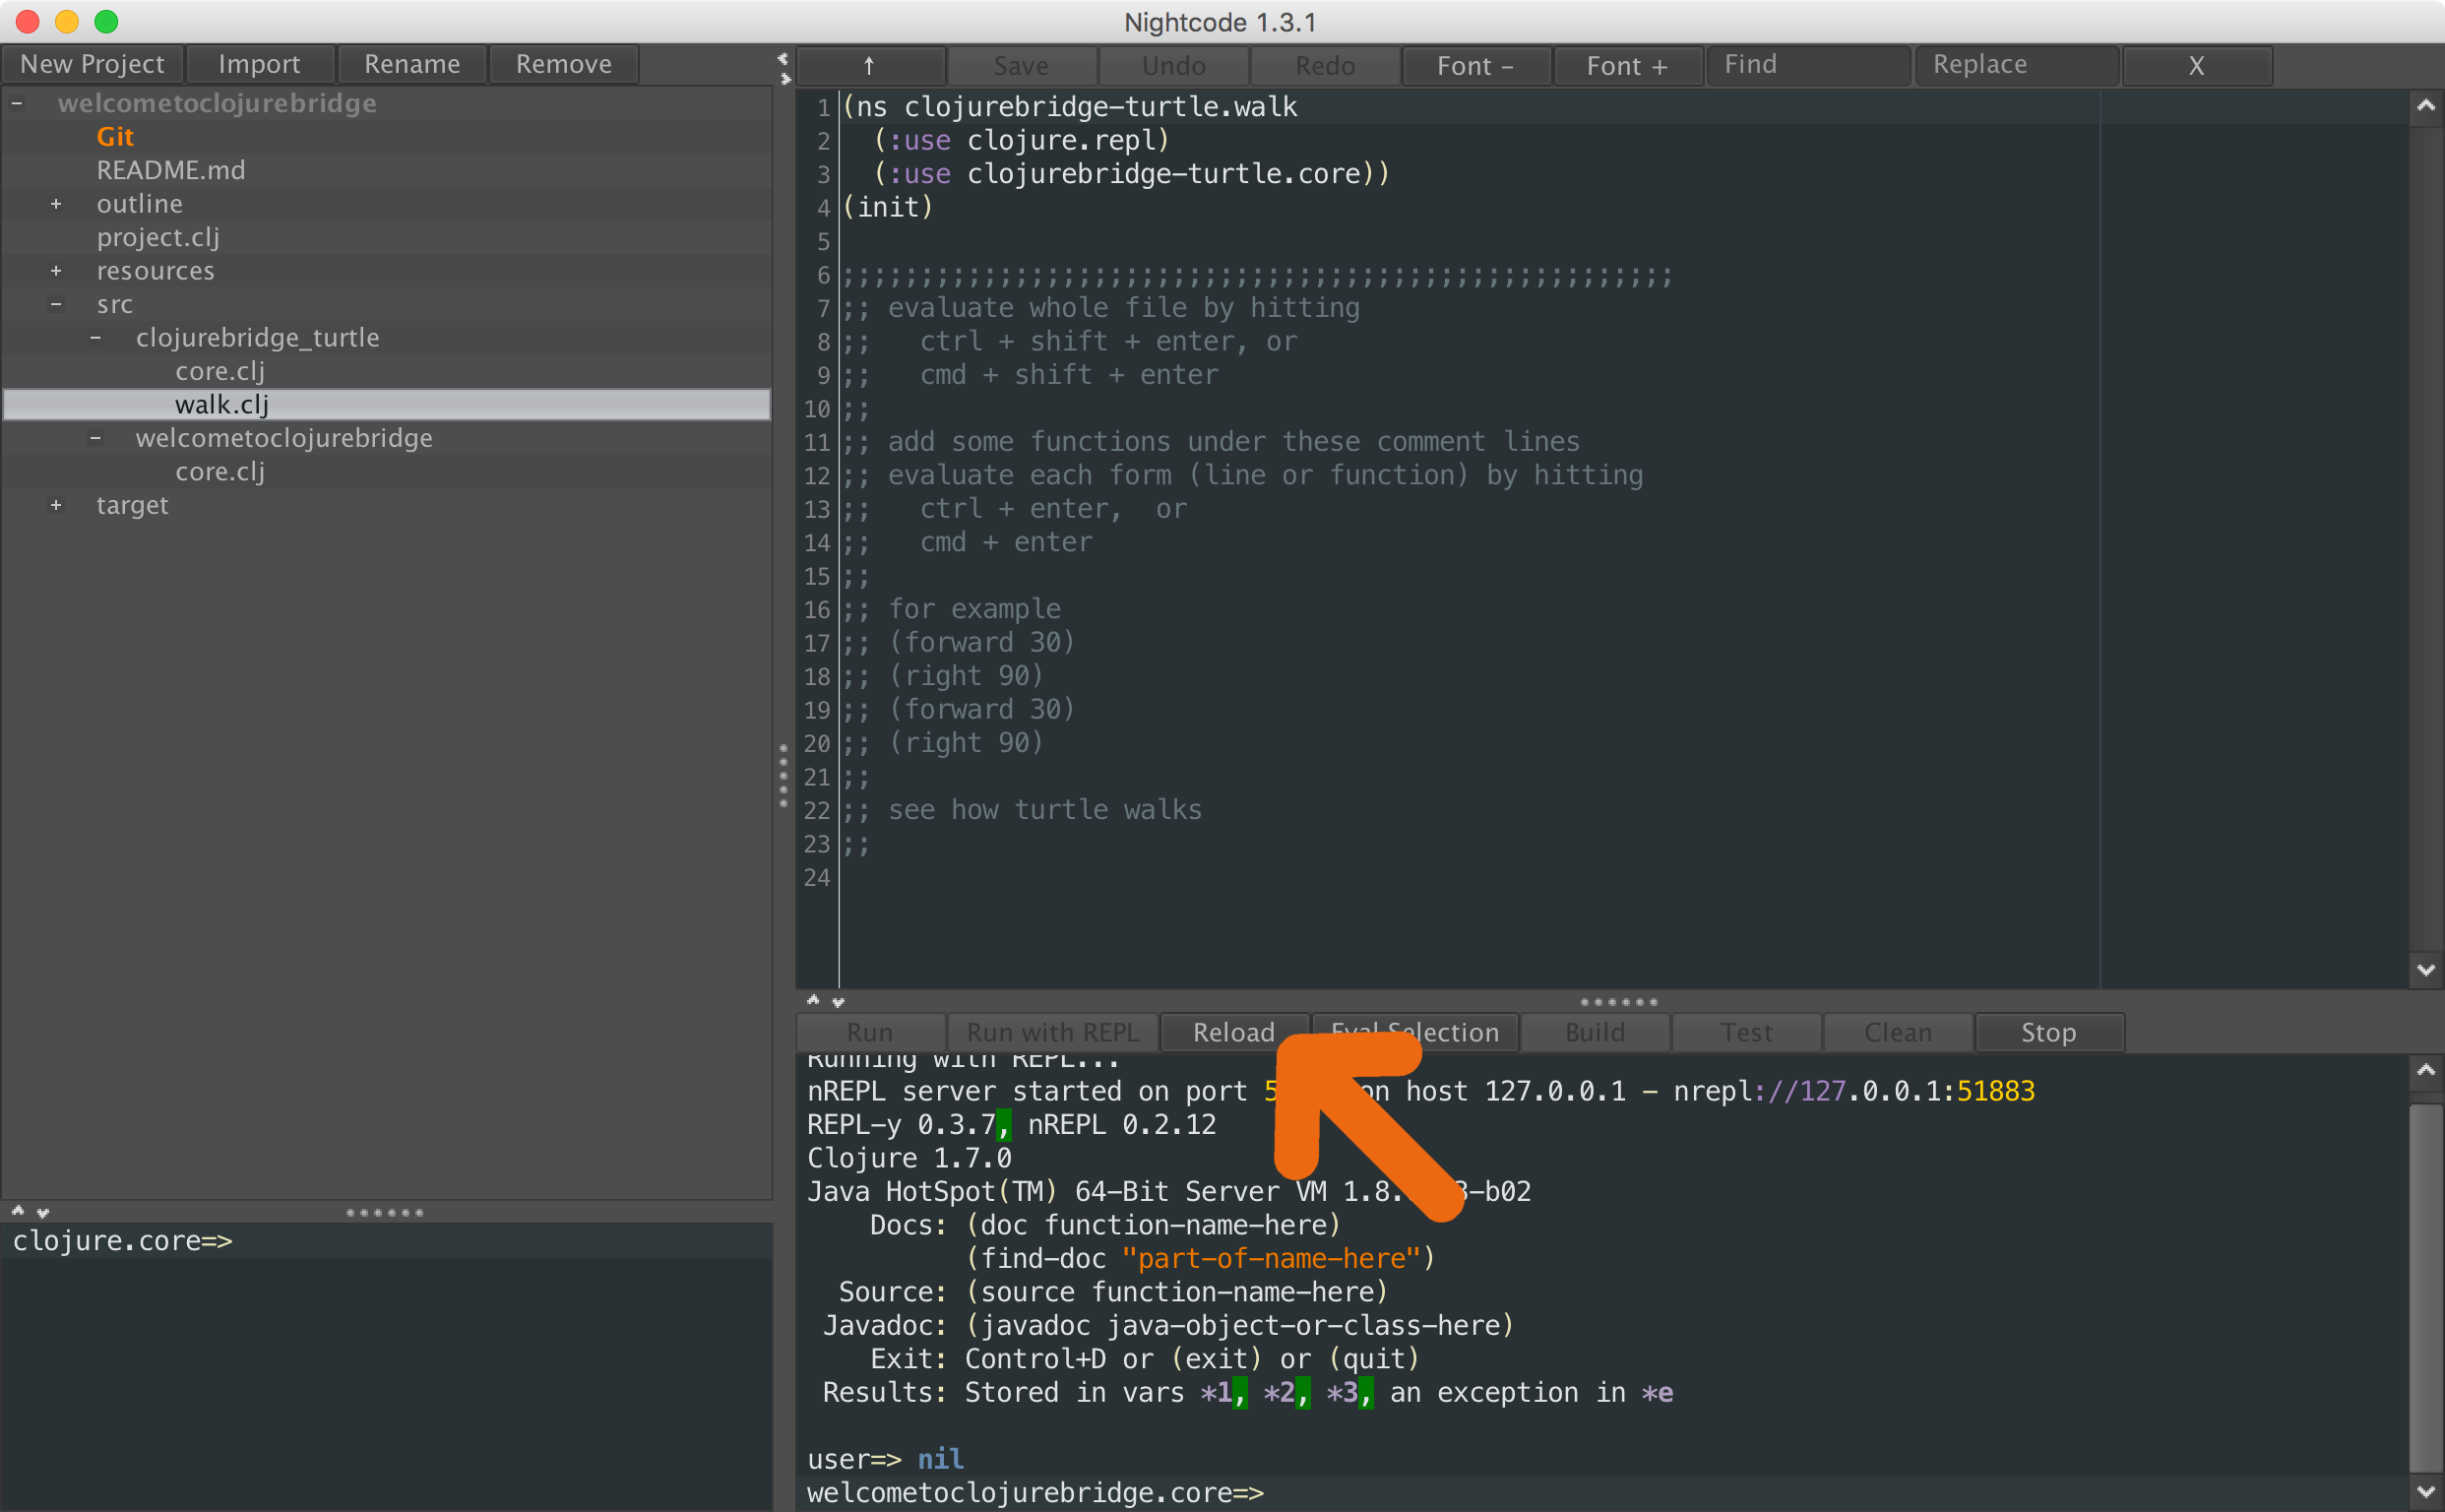 Nightcode 1.3.1
New Project Import Rename Remove
↑ Save Undo Redo Font - Font + Find Replace X
- welcometoclojurebridge
Git
README.md
+ outline
project.clj
+ resources
- src
- clojurebridge_turtle
core.clj
walk.clj
- welcometoclojurebridge
core.clj
+ target
clojure.core=>
1 (ns clojurebridge-turtle.walk
2   (:use clojure.repl)
3   (:use clojurebridge-turtle.core))
4 (init)
5
6 ;;;;;;;;;;;;;;;;;;;;;;;;;;;;;;;;;;;;;;;;;;;;;;;;;;;;;
7 ;; evaluate whole file by hitting
8 ;;   ctrl + shift + enter, or
9 ;;   cmd + shift + enter
10 ;;
11 ;; add some functions under these comment lines
12 ;; evaluate each form (line or function) by hitting
13 ;;   ctrl + enter,  or
14 ;;   cmd + enter
15 ;;
16 ;; for example
17 ;; (forward 30)
18 ;; (right 90)
19 ;; (forward 30)
20 ;; (right 90)
21 ;;
22 ;; see how turtle walks
23 ;;
24
Run Run with REPL Reload Eval Selection Build Test Clean Stop
Running with REPL...
nREPL server started on port on host 127.0.0.1 - nrepl://127.0.0.1:51883
REPL-y 0.3.7, nREPL 0.2.12
Clojure 1.7.0
Java HotSpot(TM) 64-Bit Server VM
Docs: (doc function-name-here)
(find-doc "part-of-name-here")
Source: (source function-name-here)
Javadoc: (javadoc java-object-or-class-here)
Exit: Control+D or (exit) or (quit)
Results: Stored in vars *1, *2, *3, an exception in *e
user=> nil
welcometoclojurebridge.core=>